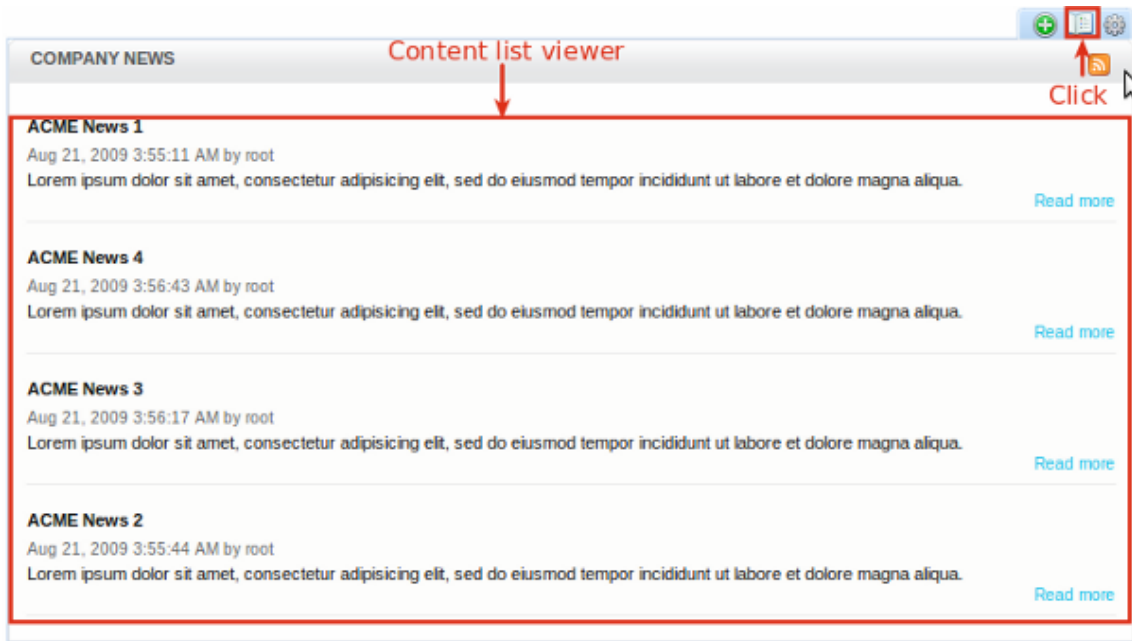 Content list viewer
COMPANY NEWS
Click
ACME News 1
Aug 21, 2009 3:55:11 AM by root
Lorem ipsum dolor sit amet, consectetur adipisicing elit, sed do eiusmod tempor incididunt ut labore et dolore magna aliqua.
Read more
ACME News 4
Aug 21, 2009 3:56:43 AM by root
Lorem ipsum dolor sit amet, consectetur adipisicing elit, sed do eiusmod tempor incididunt ut labore et dolore magna aliqua.
Read more
ACME News 3
Aug 21, 2009 3:56:17 AM by root
Lorem ipsum dolor sit amet, consectetur adipisicing elit, sed do eiusmod tempor incididunt ut labore et dolore magna aliqua.
Read more
ACME News 2
Aug 21, 2009 3:55:44 AM by root
Lorem ipsum dolor sit amet, consectetur adipisicing elit, sed do eiusmod tempor incididunt ut labore et dolore magna aliqua.
Read more